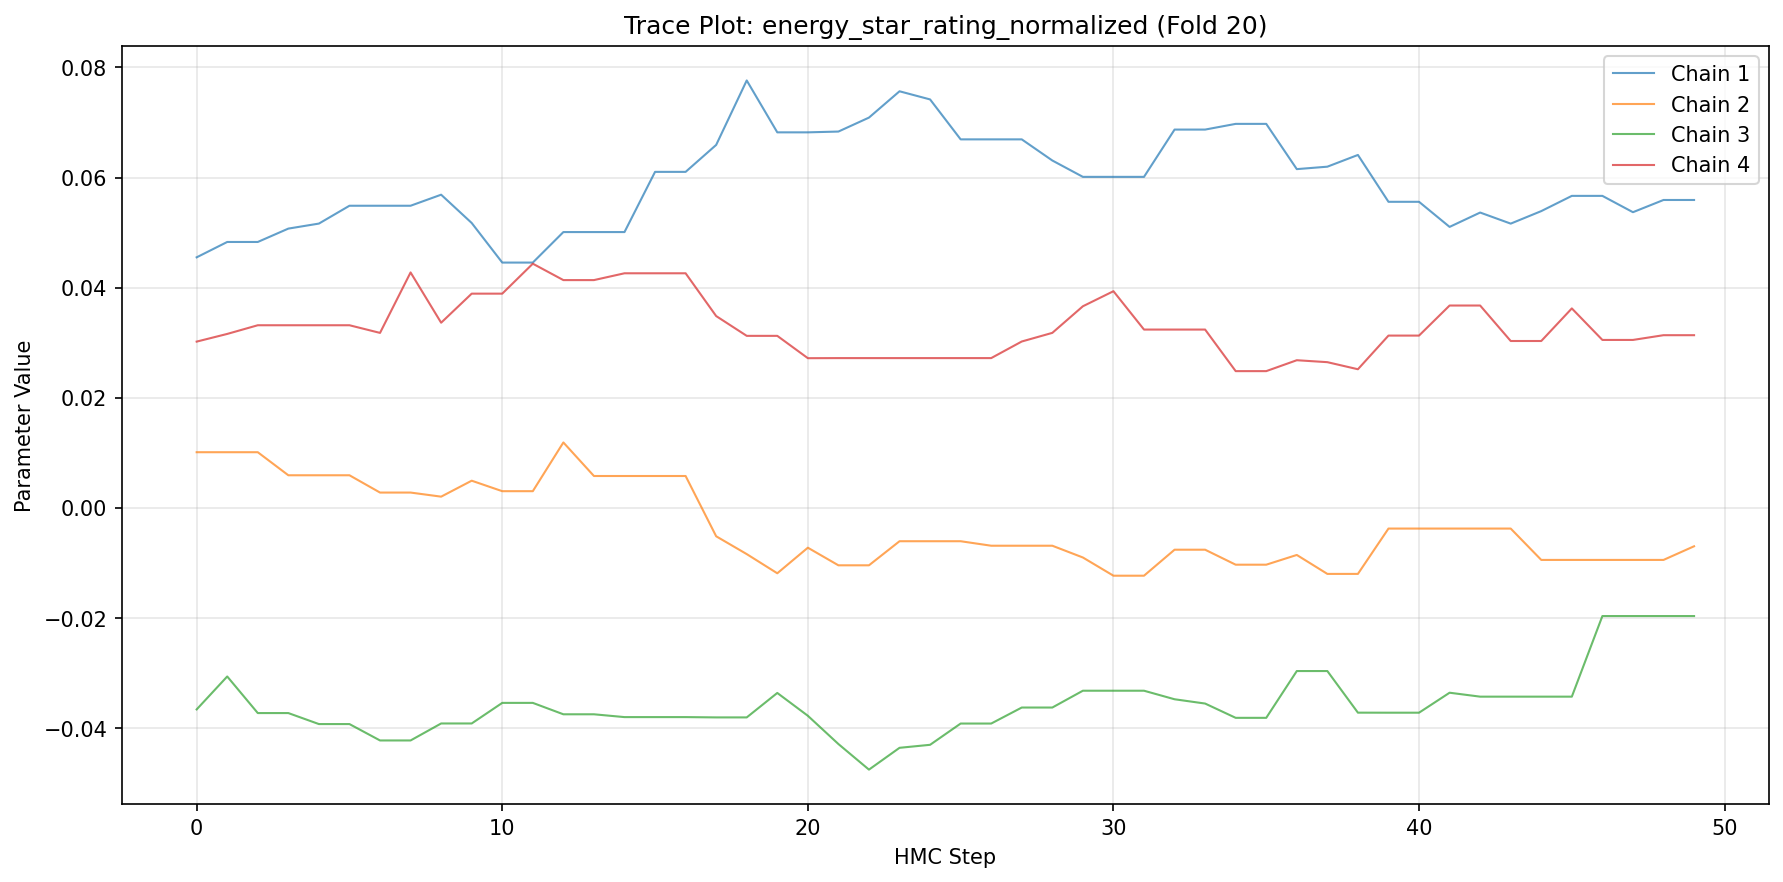 Trace Plot: energy_star_rating_normalized (Fold 20)
Chain 1
Chain 2
Chain 3
Chain 4
0.08
0.06
0.04
0.02
0.00
−0.02
−0.04
Parameter Value
0 10 20 30 40 50
HMC Step